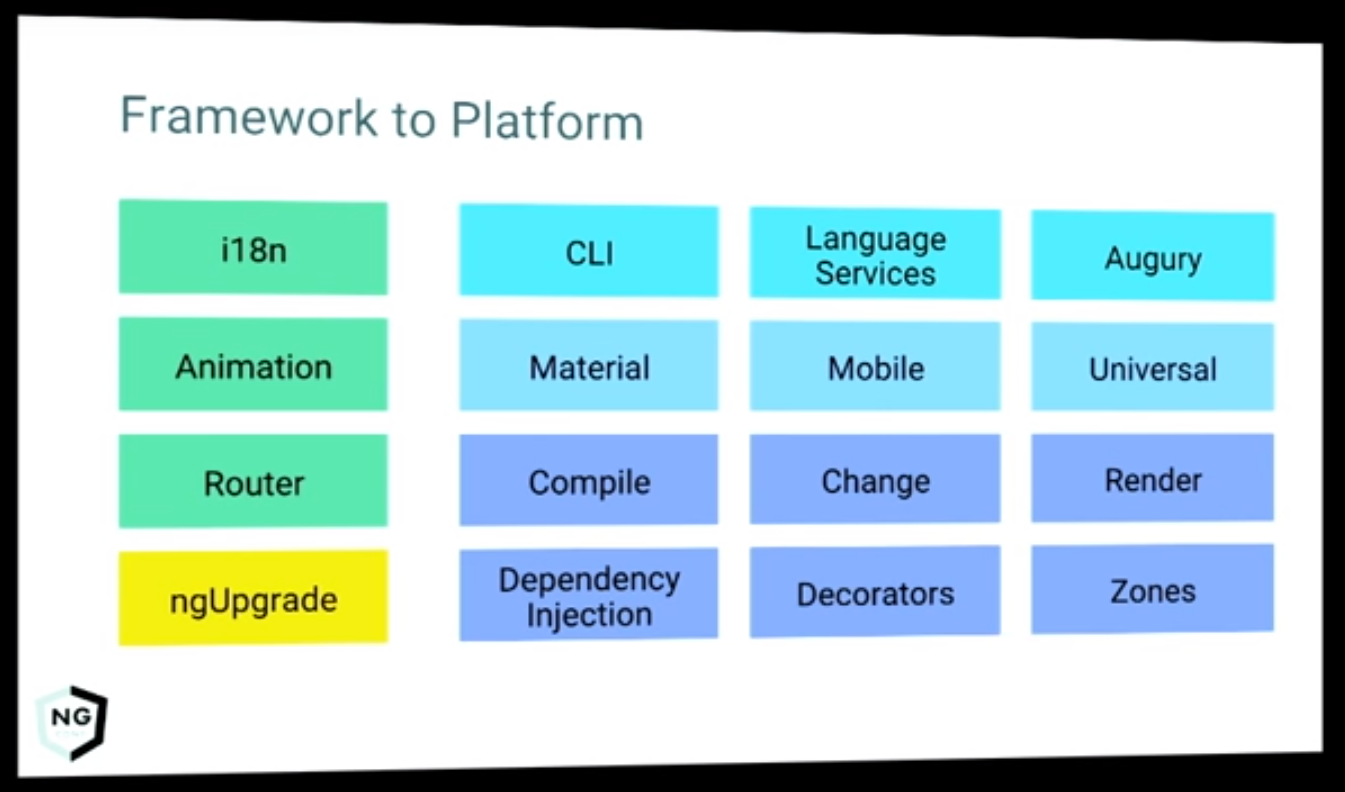 Framework to Platform
i18n
CLI
Language
Services
Augury
Animation
Material
Mobile
Universal
Router
Compile
Change
Render
ngUpgrade
Dependency
Injection
Decorators
Zones
NG